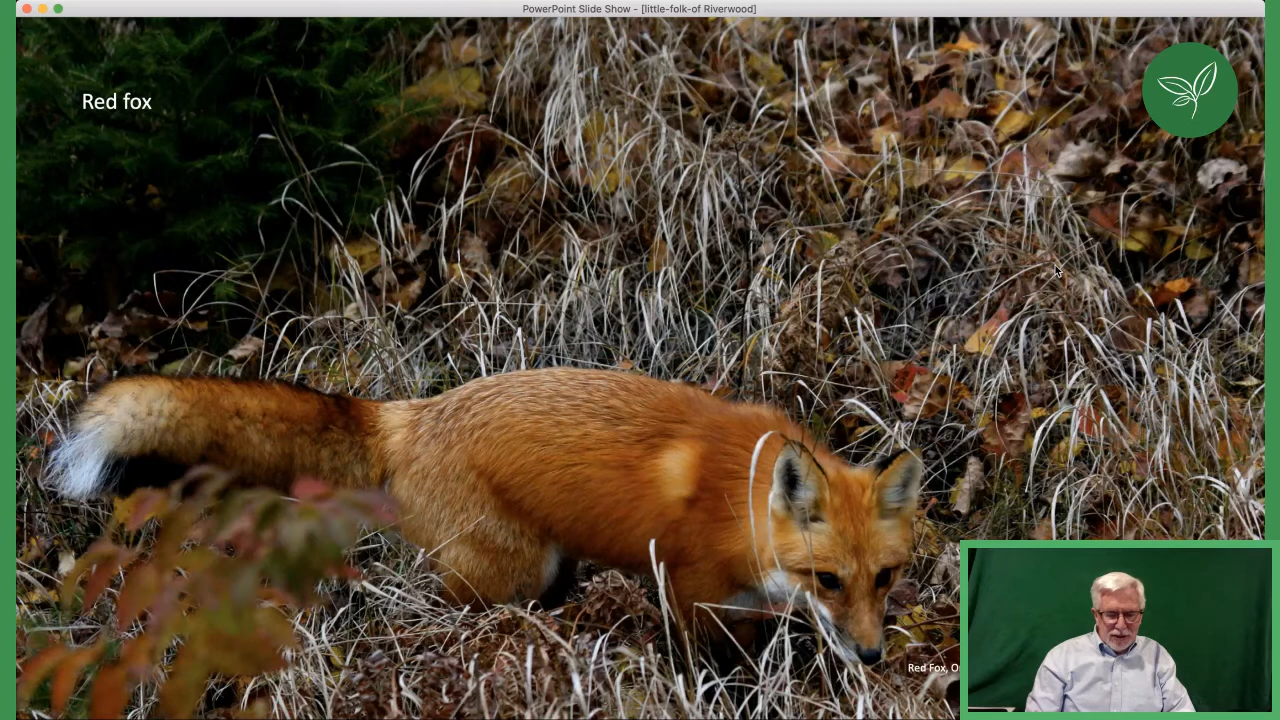 PowerPoint Slide Show - [little-folk-of Riverwood]
Red fox
Red Fox,